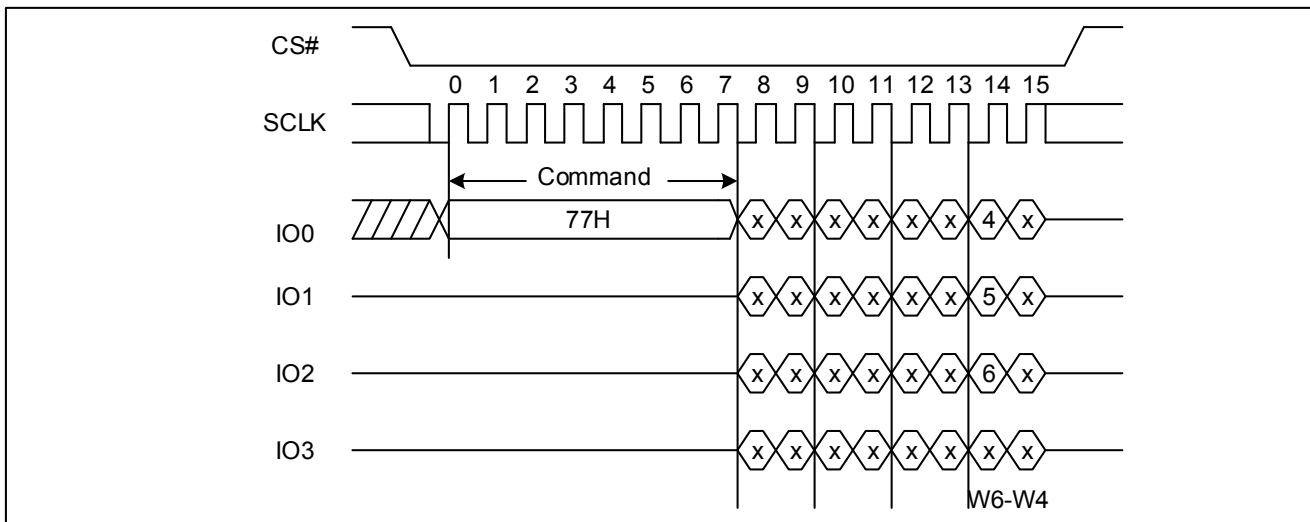 CS#
0 1 2 3 4 5 6 7 8 9 10 11 12 13 14 15
SCLK
Command
IO0 77H x x x x x x 4 x
IO1 x x x x x x 5 x
IO2 x x x x x x 6 x
IO3 x x x x x x x x
W6-W4